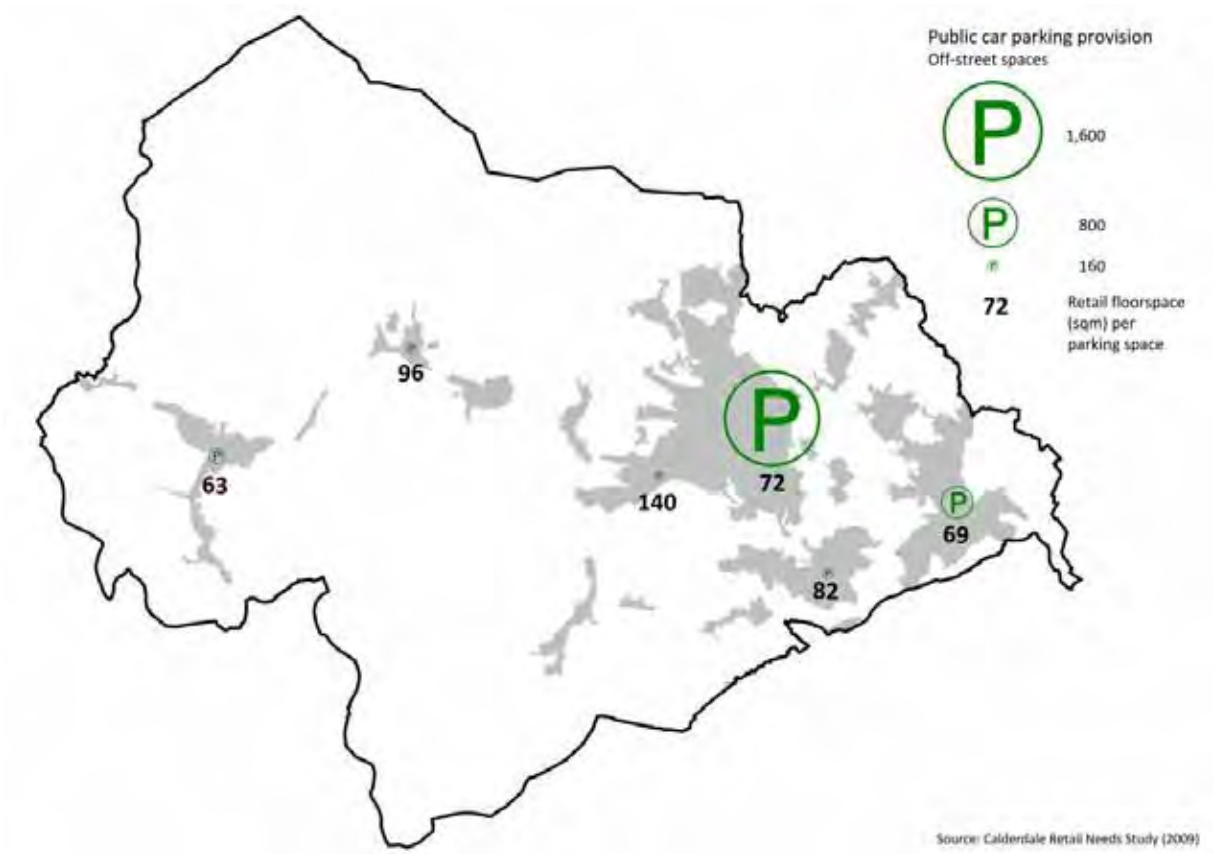 Public car parking provision
Off-street spaces
P
1,600
P
800
P
160
72
Retail floorspace
(sqm) per
parking space
96
P
P
63
140
72
P
69
82
Source: Calderdale Retail Needs Study (2009)